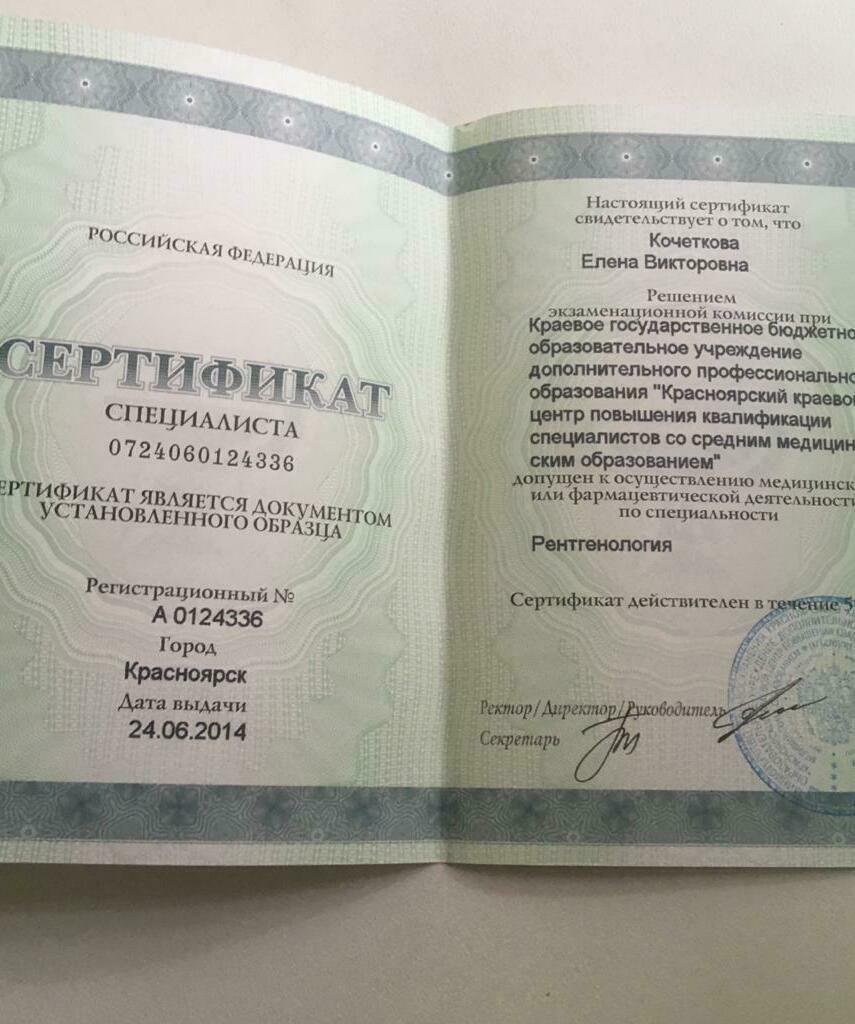 РОССИЙСКАЯ ФЕДЕРАЦИЯ
СЕРТИФИКАТ
СПЕЦИАЛИСТА
0724060124336
ЕРТИФИКАТ ЯВЛЯЕТСЯ ДОКУМЕНТОМ
УСТАНОВЛЕННОГО ОБРАЗЦА
Регистрационный №
А 0124336
Город
Красноярск
Дата выдачи
24.06.2014
Настоящий сертификат
свидетельствует о том, что
Кочеткова
Елена Викторовна
Решением
экзаменационной комиссии при
Краевое государственное бюджетно
образовательное учреждение
дополнительного профессионально
образования "Красноярский краево
центр повышения квалификации
специалистов со средним медицин
ским образованием"
допущен к осуществлению медицинск
или фармацевтической деятельности
по специальности
Рентгенология
Сертификат действителен в течение 5
Ректор/Директор/Руководитель
Секретарь